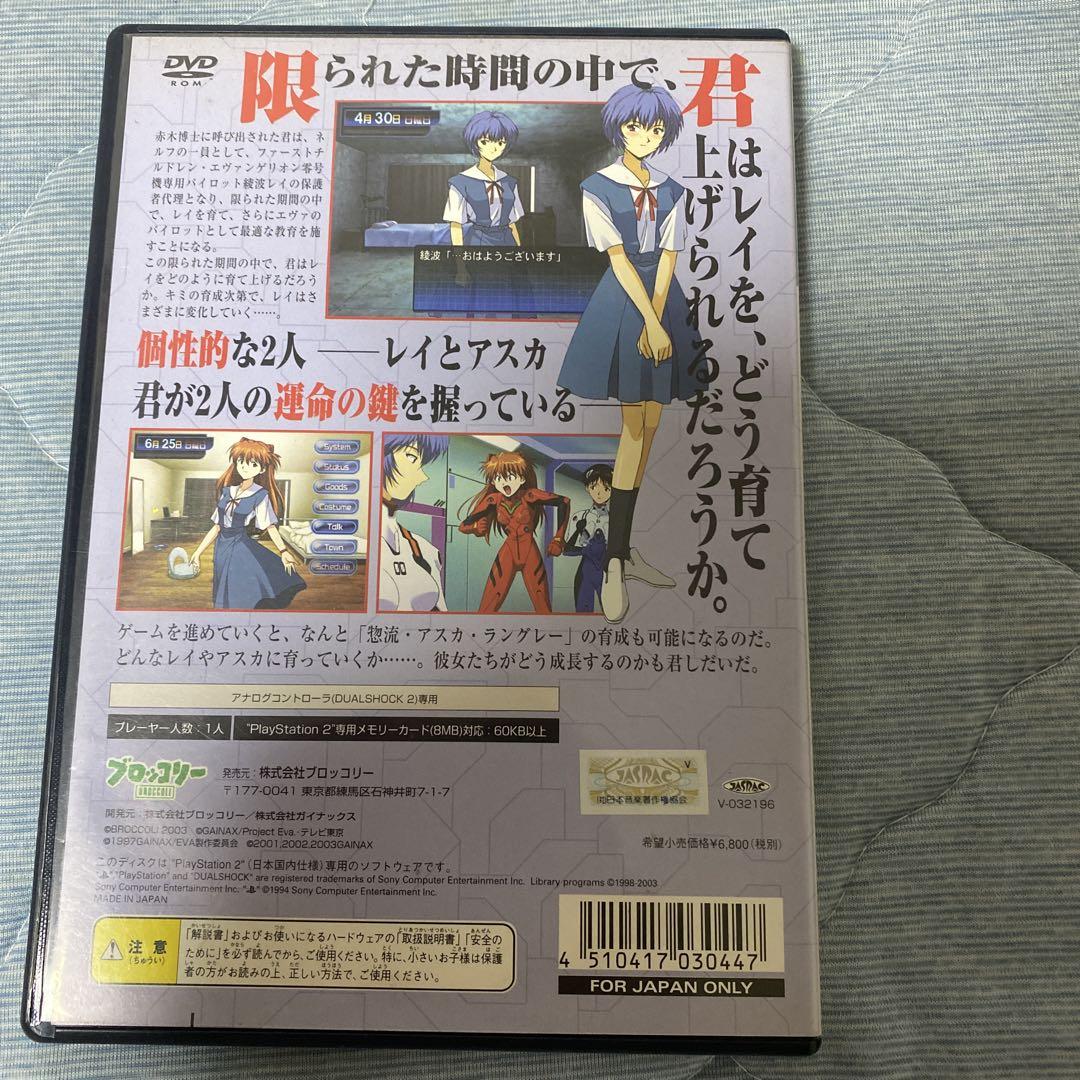 DVD
ROM
限られた時間の中で、君はレイを、どう育て
上げられるだろうか。
赤木博士に呼び出された君は、ネ
ルフの一員として、ファーストチ
ルドレン・エヴァンゲリオン零号
機専用パイロット綾波レイの保護
者代理となり、限られた期間の中
で、レイを育て、さらにエヴァの
パイロットとして最適な教育を施
すことになる。
この限られた期間の中で、君はレ
イをどのように育て上げるだろう
か。キミの育成次第で、レイはさ
まざまに変化していく……。
4月30日 日曜日
綾波「…おはようございます」
個性的な2人 ――レイとアスカ
君が2人の運命の鍵を握っている――
6月25日 日曜日
System
Status
Goods
Costume
Talk
Town
Schedule
ゲームを進めていくと、なんと「惣流・アスカ・ラングレー」の育成も可能になるのだ。
どんなレイやアスカに育っていくか……。彼女たちがどう成長するのかも君しだいだ。
アナログコントローラ(DUALSHOCK 2)専用
プレーヤー人数：1人
"PlayStation 2"専用メモリーカード(8MB)対応：60KB以上
ブロッコリー
BROCCOLI
発売元：株式会社ブロッコリー
〒177-0041 東京都練馬区石神井町7-1-7
V
JASRAC
(社)日本音楽著作権協会
JASRAC
V-032196
開発元：株式会社ブロッコリー／株式会社ガイナックス
©BROCCOLI 2003 ©GAINAX/Project Eva.・テレビ東京
©1997GAINAX/EVA製作委員会 ©2001,2002,2003GAINAX
希望小売価格¥6,800(税別)
このディスクは "PlayStation 2" (日本国内仕様) 専用のソフトウェアです。
"PlayStation" and "DUALSHOCK" are registered trademarks of Sony Computer Entertainment Inc. Library programs ©1998-2003
Sony Computer Entertainment Inc. ©1994 Sony Computer Entertainment Inc.
MADE IN JAPAN
注意
(ちゅうい)
「解説書」およびお使いになるハードウェアの「取扱説明書」「安全の
ために」を必ず読んでから、ご使用ください。特に、小さいお子様は保護
者の方がお読みの上、正しい方法で、ご使用ください。
4 510417 030447
FOR JAPAN ONLY